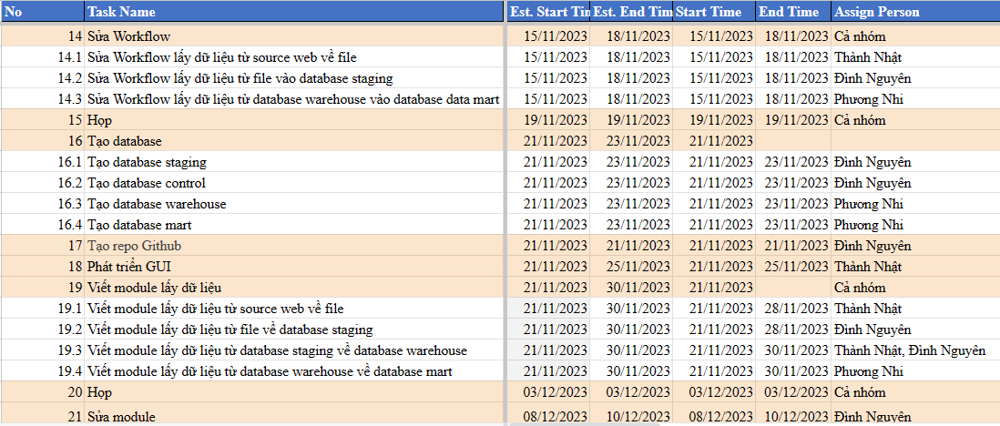 No Task Name Est. Start Tin Est. End Tim Start Time End Time Assign Person
14 Sửa Workflow 15/11/2023 18/11/2023 15/11/2023 18/11/2023 Cả nhóm
14.1 Sửa Workflow lấy dữ liệu từ source web về file 15/11/2023 18/11/2023 15/11/2023 18/11/2023 Thành Nhật
14.2 Sửa Workflow lấy dữ liệu từ file vào database staging 15/11/2023 18/11/2023 15/11/2023 18/11/2023 Đình Nguyên
14.3 Sửa Workflow lấy dữ liệu từ database warehouse vào database data mart 15/11/2023 18/11/2023 15/11/2023 18/11/2023 Phương Nhi
15 Họp 19/11/2023 19/11/2023 19/11/2023 19/11/2023 Cả nhóm
16 Tạo database 21/11/2023 23/11/2023 21/11/2023
16.1 Tạo database staging 21/11/2023 23/11/2023 21/11/2023 23/11/2023 Đình Nguyên
16.2 Tạo database control 21/11/2023 23/11/2023 21/11/2023 23/11/2023 Đình Nguyên
16.3 Tạo database warehouse 21/11/2023 23/11/2023 21/11/2023 23/11/2023 Phương Nhi
16.4 Tạo database mart 21/11/2023 23/11/2023 21/11/2023 23/11/2023 Phương Nhi
17 Tạo repo Github 21/11/2023 21/11/2023 21/11/2023 21/11/2023 Đình Nguyên
18 Phát triển GUI 21/11/2023 25/11/2023 21/11/2023 25/11/2023 Thành Nhật
19 Viết module lấy dữ liệu 21/11/2023 30/11/2023 21/11/2023 Cả nhóm
19.1 Viết module lấy dữ liệu từ source web về file 21/11/2023 30/11/2023 21/11/2023 28/11/2023 Thành Nhật
19.2 Viết module lấy dữ liệu từ file về database staging 21/11/2023 30/11/2023 21/11/2023 28/11/2023 Đình Nguyên
19.3 Viết module lấy dữ liệu từ database staging về database warehouse 21/11/2023 30/11/2023 21/11/2023 30/11/2023 Thành Nhật, Đình Nguyên
19.4 Viết module lấy dữ liệu từ database warehouse về database mart 21/11/2023 30/11/2023 21/11/2023 30/11/2023 Phương Nhi
20 Họp 03/12/2023 03/12/2023 03/12/2023 03/12/2023 Cả nhóm
21 Sửa module 08/12/2023 10/12/2023 08/12/2023 10/12/2023 Đình Nguyên